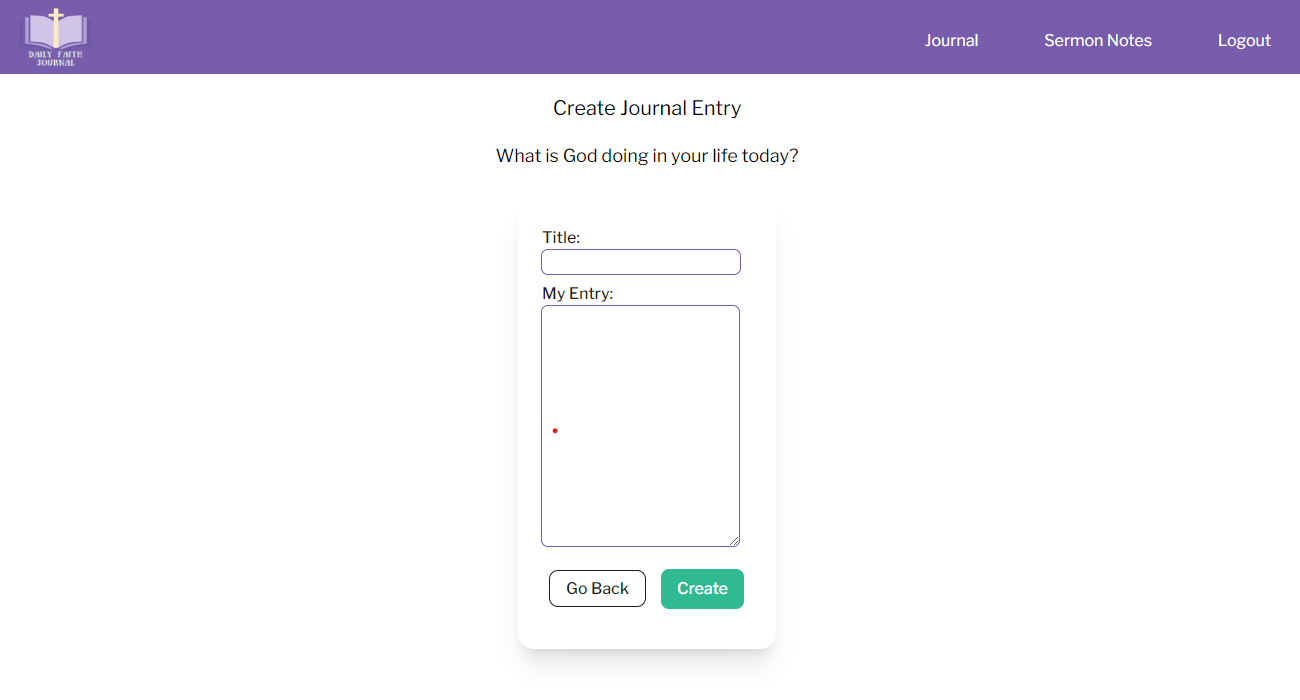 DAILY FAITH
JOURNAL
Journal
Sermon Notes
Logout
Create Journal Entry
What is God doing in your life today?
Title:
My Entry:
Go Back
Create